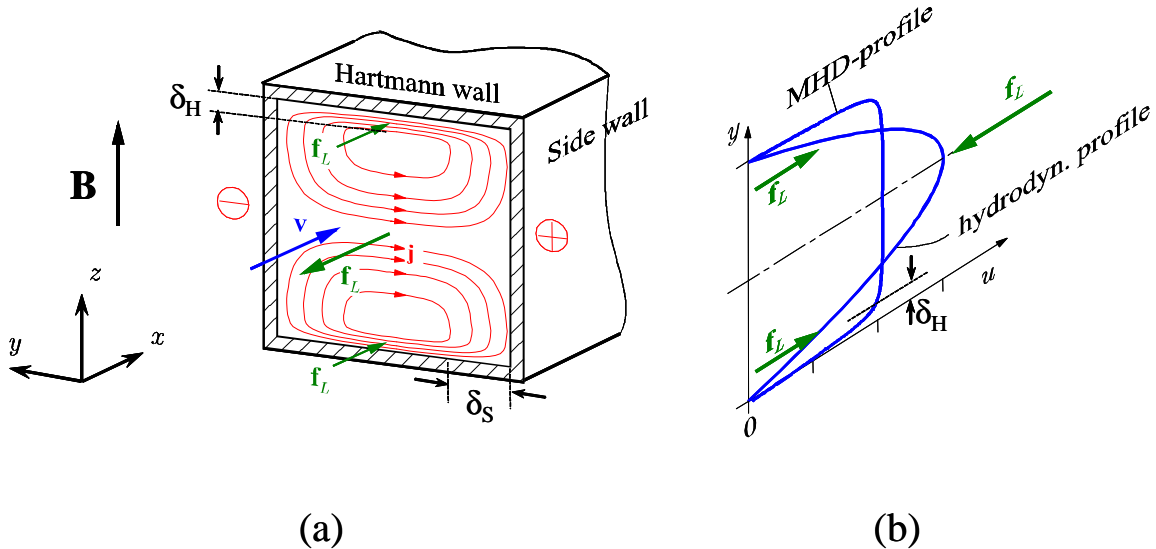 Hartmann wall
δH
Side wall
fL
B
−
v
+
j
fL
z
y
x
fL
δS
(a)
MHD-profile
fL
y
fL
hydrodyn. profile
u
δH
fL
0
(b)